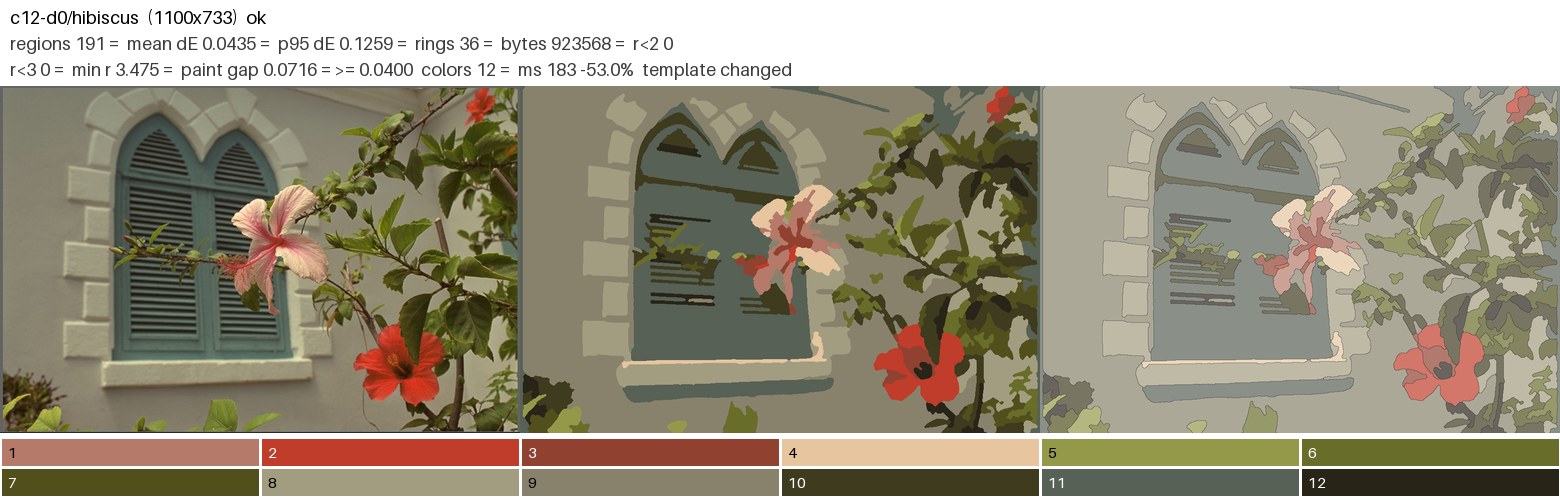 c12-d0/hibiscus (1100x733) ok
regions 191 = mean dE 0.0435 = p95 dE 0.1259 = rings 36 = bytes 923568 = r<2 0
r<3 0 = min r 3.475 = paint gap 0.0716 = >= 0.0400 colors 12 = ms 183 -53.0% template changed
1 2 3 4 5 6
7 8 9 10 11 12